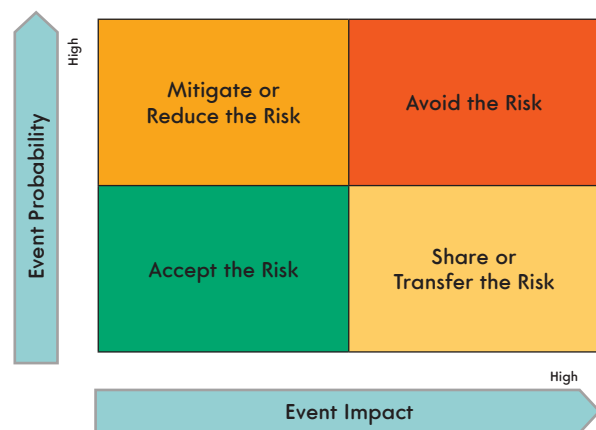 High
Event Probability
Mitigate or
Reduce the Risk
Avoid the Risk
Accept the Risk
Share or
Transfer the Risk
High
Event Impact